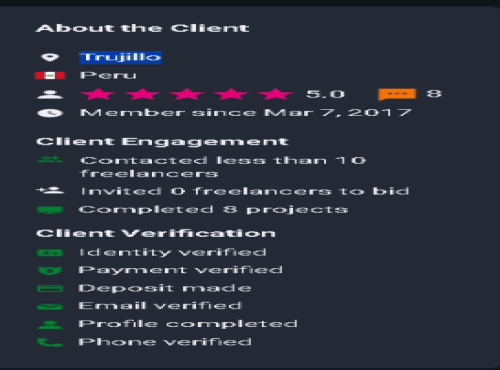 About the Client
Trujillo
Peru
5.0 8
Member since Mar 7, 2017
Client Engagement
Contacted less than 10
freelancers
Invited 0 freelancers to bid
Completed 8 projects
Client Verification
Identity verified
Payment verified
Deposit made
Email verified
Profile completed
Phone verified